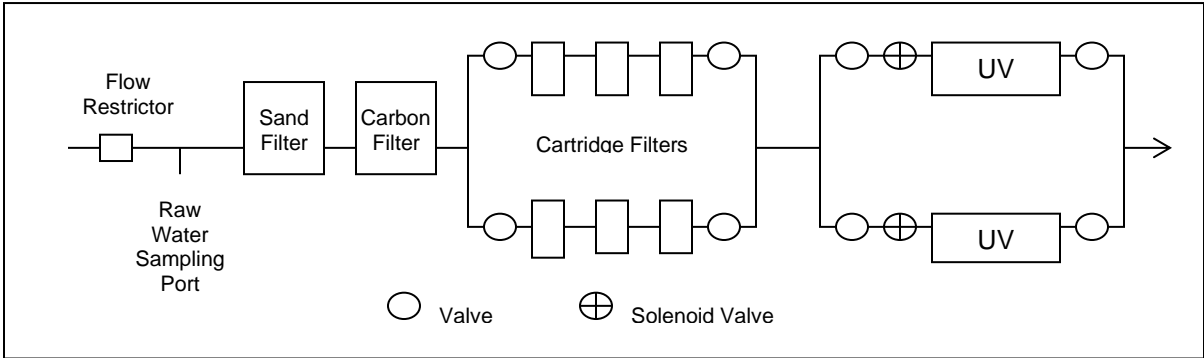 Flow
Restrictor
Raw
Water
Sampling
Port
Sand
Filter
Carbon
Filter
Cartridge Filters
UV
UV
Valve
Solenoid Valve